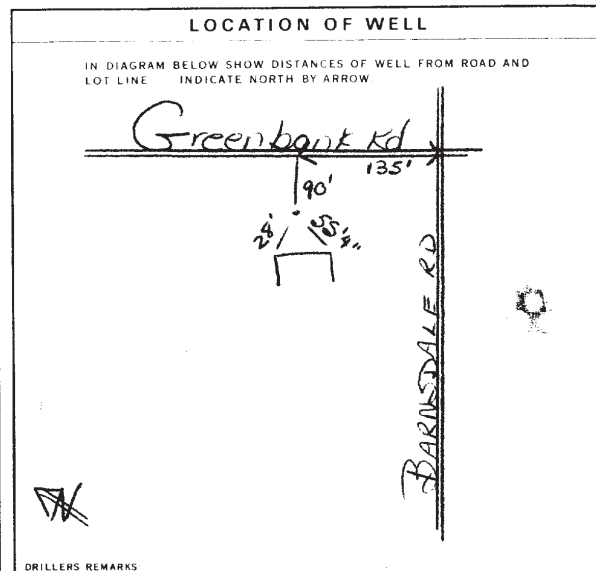 LOCATION OF WELL
IN DIAGRAM BELOW SHOW DISTANCES OF WELL FROM ROAD AND
LOT LINE INDICATE NORTH BY ARROW.
Greenbank Rd
135'
90'
28'
55'4"
BARNSDALE RD
N
DRILLERS REMARKS